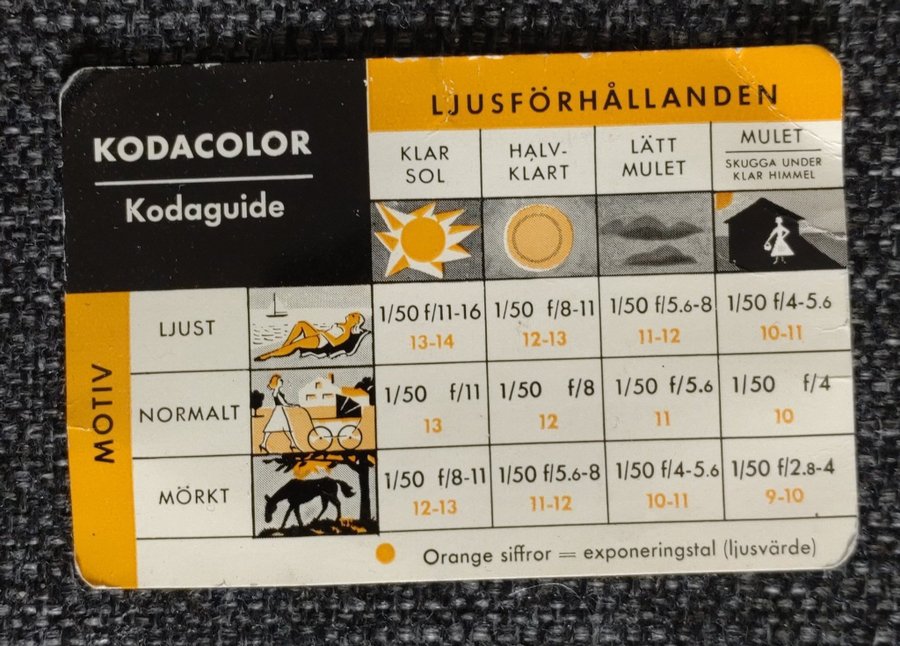 KODACOLOR
Kodaguide
LJUSFÖRHÅLLANDEN
KLAR SOL
HALV-KLART
LÄTT MULET
MULET
SKUGGA UNDER KLAR HIMMEL
MOTIV
LJUST
1/50 f/11-16
1/50 f/8-11
1/50 f/5.6-8
1/50 f/4-5.6
13-14
12-13
11-12
10-11
NORMALT
1/50 f/11
1/50 f/8
1/50 f/5.6
1/50 f/4
13
12
11
10
MÖRKT
1/50 f/8-11
1/50 f/5.6-8
1/50 f/4-5.6
1/50 f/2.8-4
12-13
11-12
10-11
9-10
Orange siffror = exponeringstal (ljusvärde)